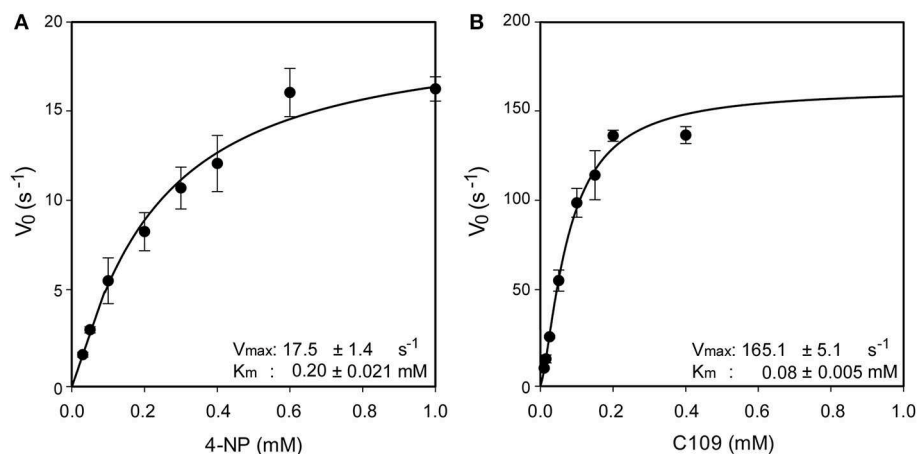 A
20
15
10
5
0
V0 (s-1)
0.0 0.2 0.4 0.6 0.8 1.0
4-NP (mM)
Vmax: 17.5 ± 1.4 s-1
Km : 0.20 ± 0.021 mM
B
200
150
100
50
0
V0 (s-1)
0.0 0.2 0.4 0.6 0.8 1.0
C109 (mM)
Vmax: 165.1 ± 5.1 s-1
Km : 0.08 ± 0.005 mM